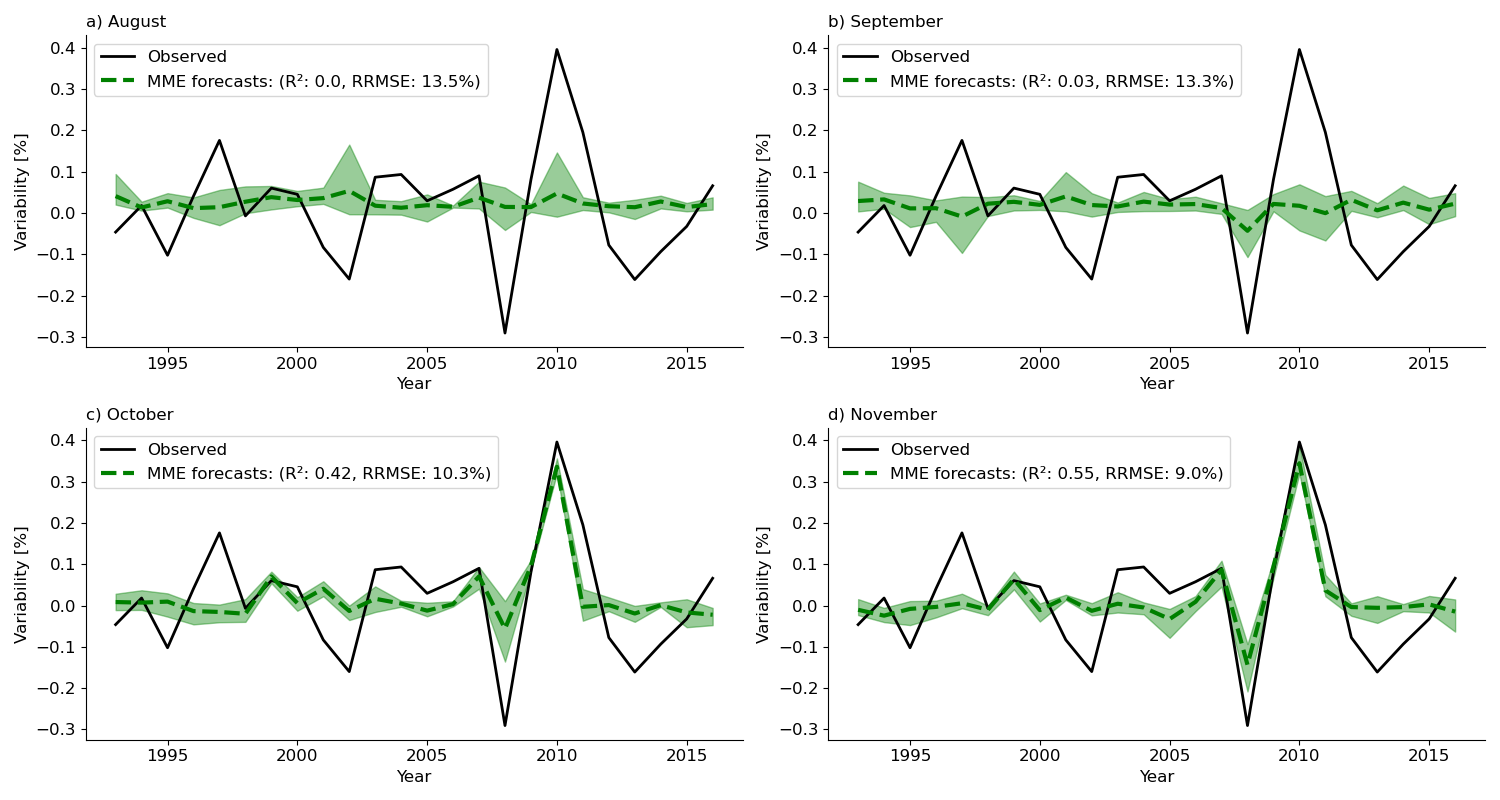 a) August
Observed
MME forecasts: (R²: 0.0, RRMSE: 13.5%)
Variability [%]
0.4
0.3
0.2
0.1
0.0
−0.1
−0.2
−0.3
1995
2000
2005
2010
2015
Year
b) September
Observed
MME forecasts: (R²: 0.03, RRMSE: 13.3%)
Variability [%]
0.4
0.3
0.2
0.1
0.0
−0.1
−0.2
−0.3
1995
2000
2005
2010
2015
Year
c) October
Observed
MME forecasts: (R²: 0.42, RRMSE: 10.3%)
Variability [%]
0.4
0.3
0.2
0.1
0.0
−0.1
−0.2
−0.3
1995
2000
2005
2010
2015
Year
d) November
Observed
MME forecasts: (R²: 0.55, RRMSE: 9.0%)
Variability [%]
0.4
0.3
0.2
0.1
0.0
−0.1
−0.2
−0.3
1995
2000
2005
2010
2015
Year